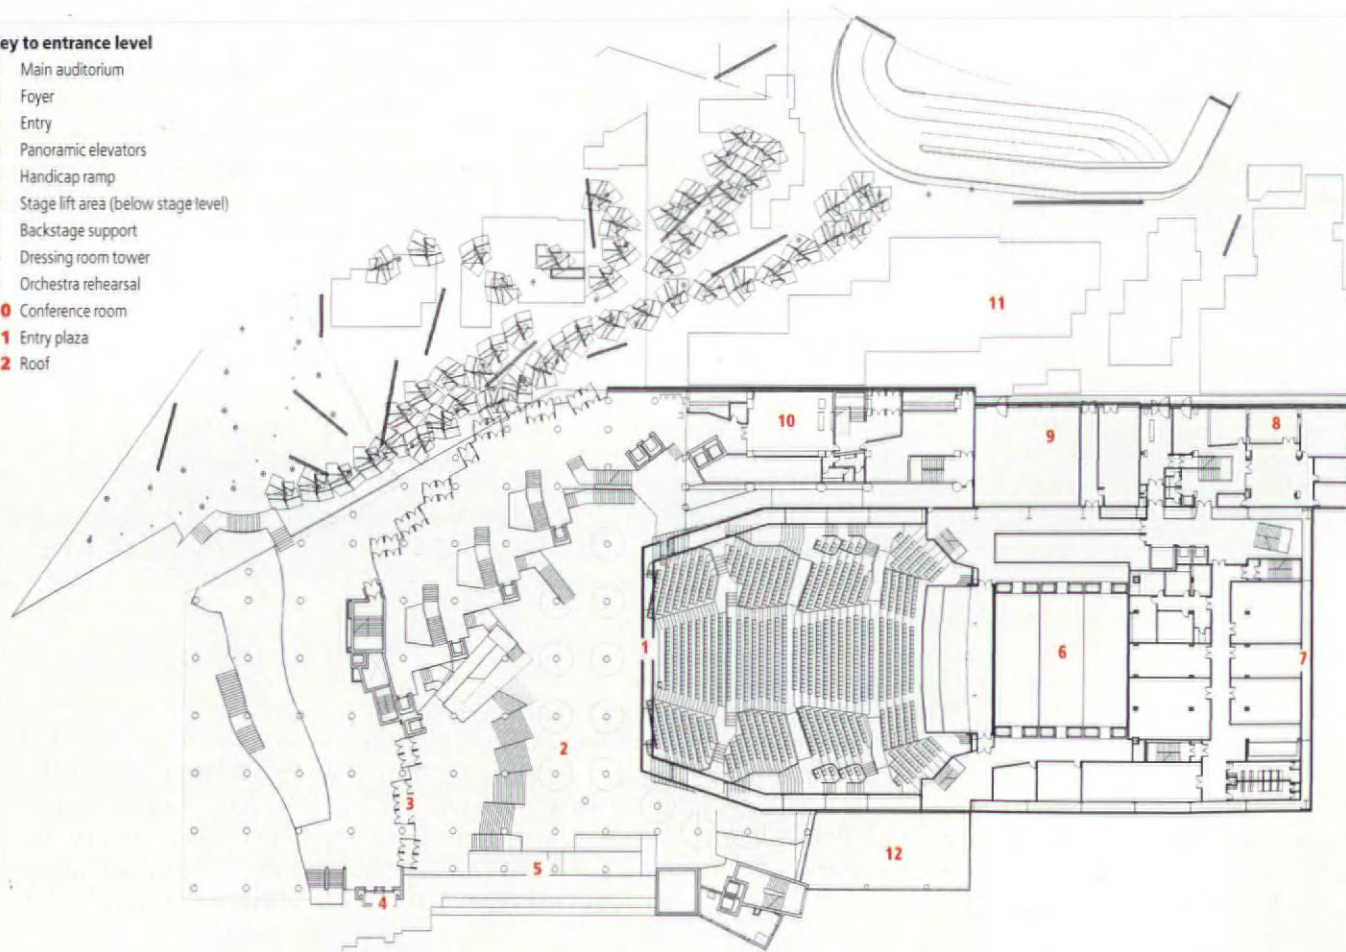 ey to entrance level
Main auditorium
Foyer
Entry
Panoramic elevators
Handicap ramp
Stage lift area (below stage level)
Backstage support
Dressing room tower
Orchestra rehearsal
0 Conference room
1 Entry plaza
2 Roof
11
10
9
8
1
6
7
2
3
12
5
4